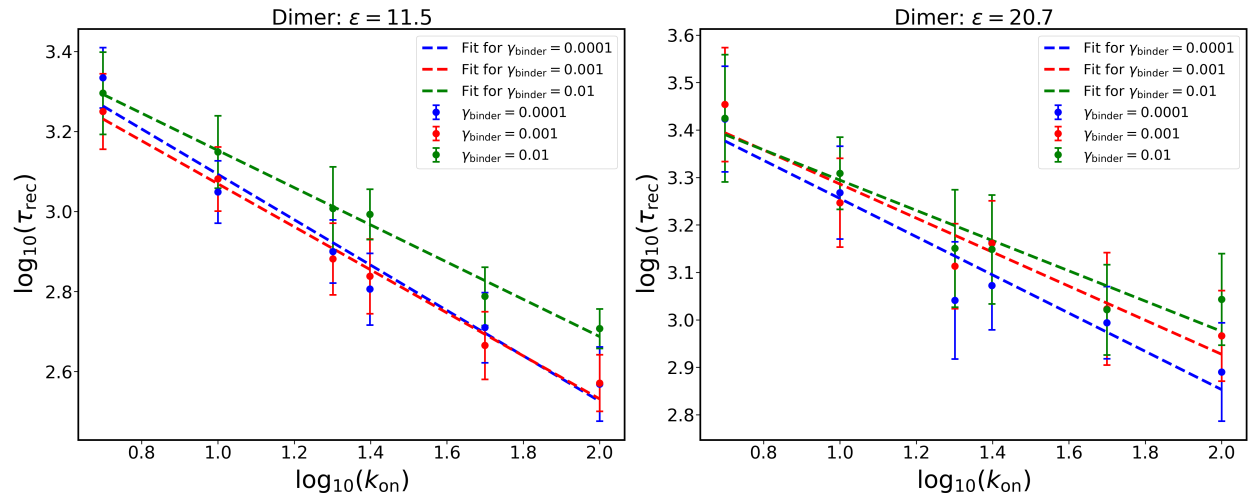 Dimer: ε = 11.5
log₁₀(τ_rec)
3.4
3.2
3.0
2.8
2.6
Fit for γ_binder = 0.0001
Fit for γ_binder = 0.001
Fit for γ_binder = 0.01
γ_binder = 0.0001
γ_binder = 0.001
γ_binder = 0.01
0.8 1.0 1.2 1.4 1.6 1.8 2.0
log₁₀(k_on)
Dimer: ε = 20.7
log₁₀(τ_rec)
3.6
3.5
3.4
3.3
3.2
3.1
3.0
2.9
2.8
Fit for γ_binder = 0.0001
Fit for γ_binder = 0.001
Fit for γ_binder = 0.01
γ_binder = 0.0001
γ_binder = 0.001
γ_binder = 0.01
0.8 1.0 1.2 1.4 1.6 1.8 2.0
log₁₀(k_on)